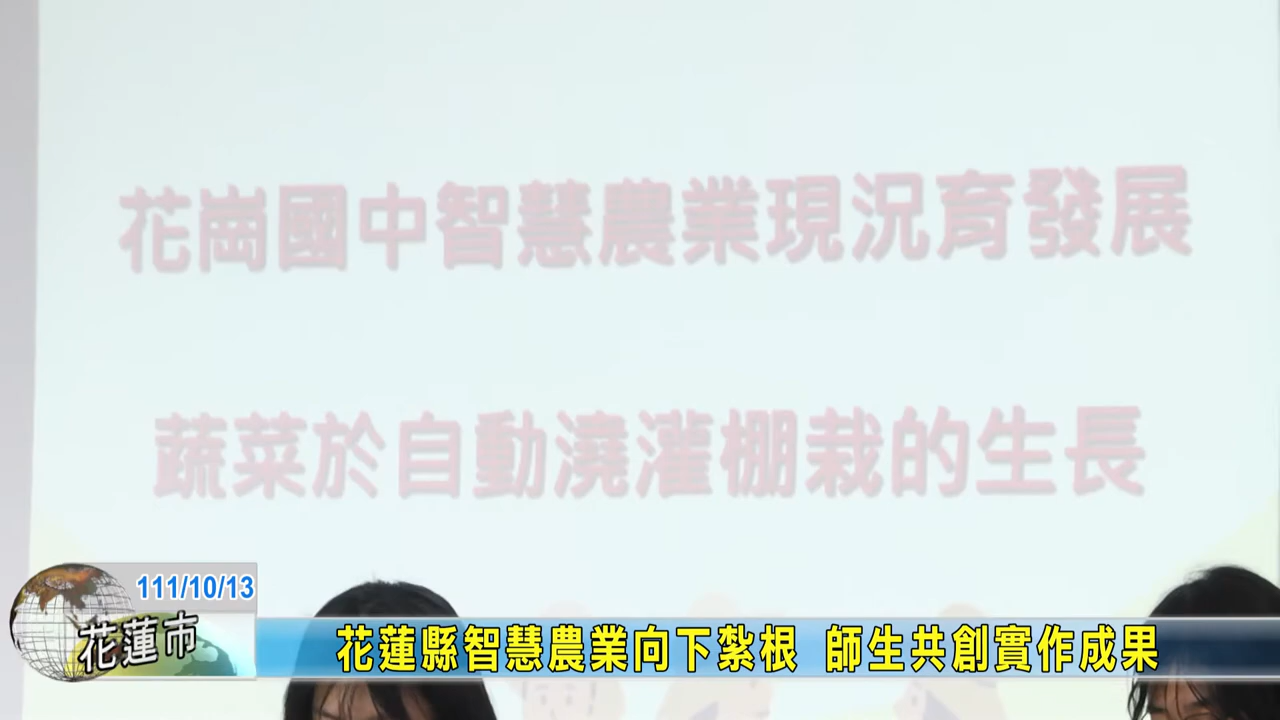 花崗國中智慧農業現況育發展
蔬菜於自動澆灌棚栽的生長
111/10/13
花蓮市
花蓮縣智慧農業向下紮根 師生共創實作成果